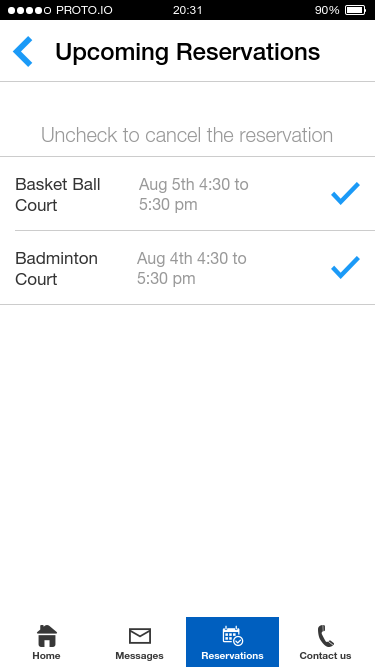 PROTO.IO 20:31 90%
Upcoming Reservations
Uncheck to cancel the reservation
Basket Ball Aug 5th 4:30 to
Court 5:30 pm
Badminton Aug 4th 4:30 to
Court 5:30 pm
Home Messages Reservations Contact us